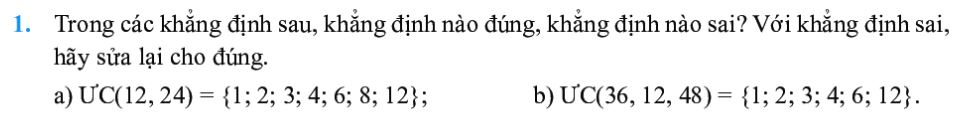 1. Trong các khẳng định sau, khẳng định nào đúng, khẳng định nào sai? Với khẳng định sai,
hãy sửa lại cho đúng.
a) ƯC(12, 24) = {1; 2; 3; 4; 6; 8; 12}; b) ƯC(36, 12, 48) = {1; 2; 3; 4; 6; 12}.